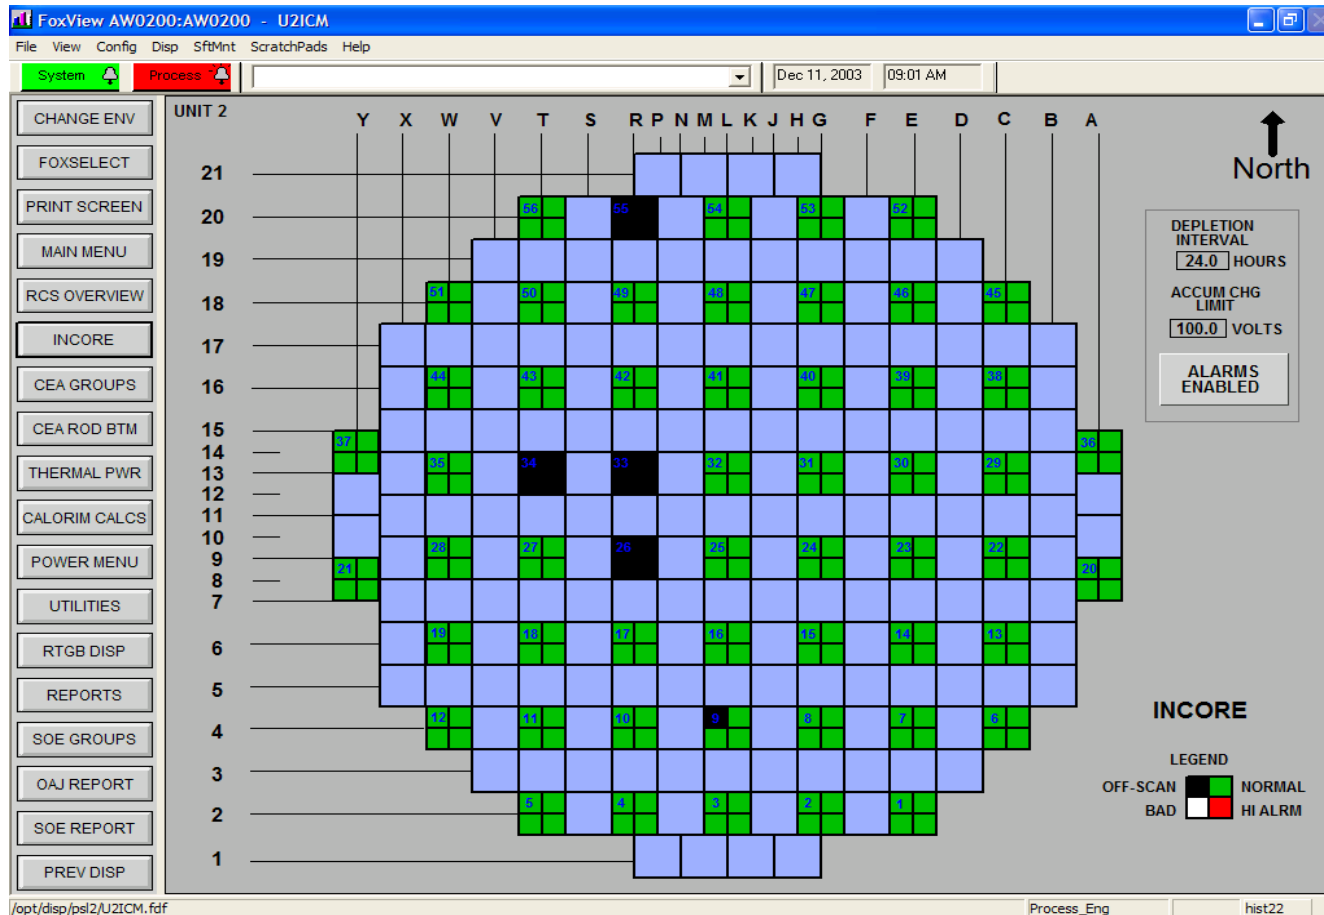 FoxView AW0200:AW0200 - U2ICM
File View Config Disp SftMnt ScratchPads Help
System Process Dec 11, 2003 09:01 AM
CHANGE ENV
FOXSELECT
PRINT SCREEN
MAIN MENU
RCS OVERVIEW
INCORE
CEA GROUPS
CEA ROD BTM
THERMAL PWR
CALORIM CALCS
POWER MENU
UTILITIES
RTGB DISP
REPORTS
SOE GROUPS
OAJ REPORT
SOE REPORT
PREV DISP
UNIT 2
Y X W V T S R P N M L K J H G F E D C B A
North
21
20 56 55 54 53 52
19
18 51 50 49 48 47 46 45
17
16 44 43 42 41 40 39 38
15
14 37 36
13 35 34 33 32 31 30 29
12
11
10
9 28 27 26 25 24 23 22
8 21 20
7
6 19 18 17 16 15 14 13
5
4 12 11 10 9 8 7 6
3
2 5 4 3 2 1
1
DEPLETION
INTERVAL
24.0 HOURS
ACCUM CHG
LIMIT
100.0 VOLTS
ALARMS
ENABLED
INCORE
LEGEND
OFF-SCAN NORMAL
BAD HI ALRM
/opt/disp/psl2/U2ICM.fdf Process_Eng hist22